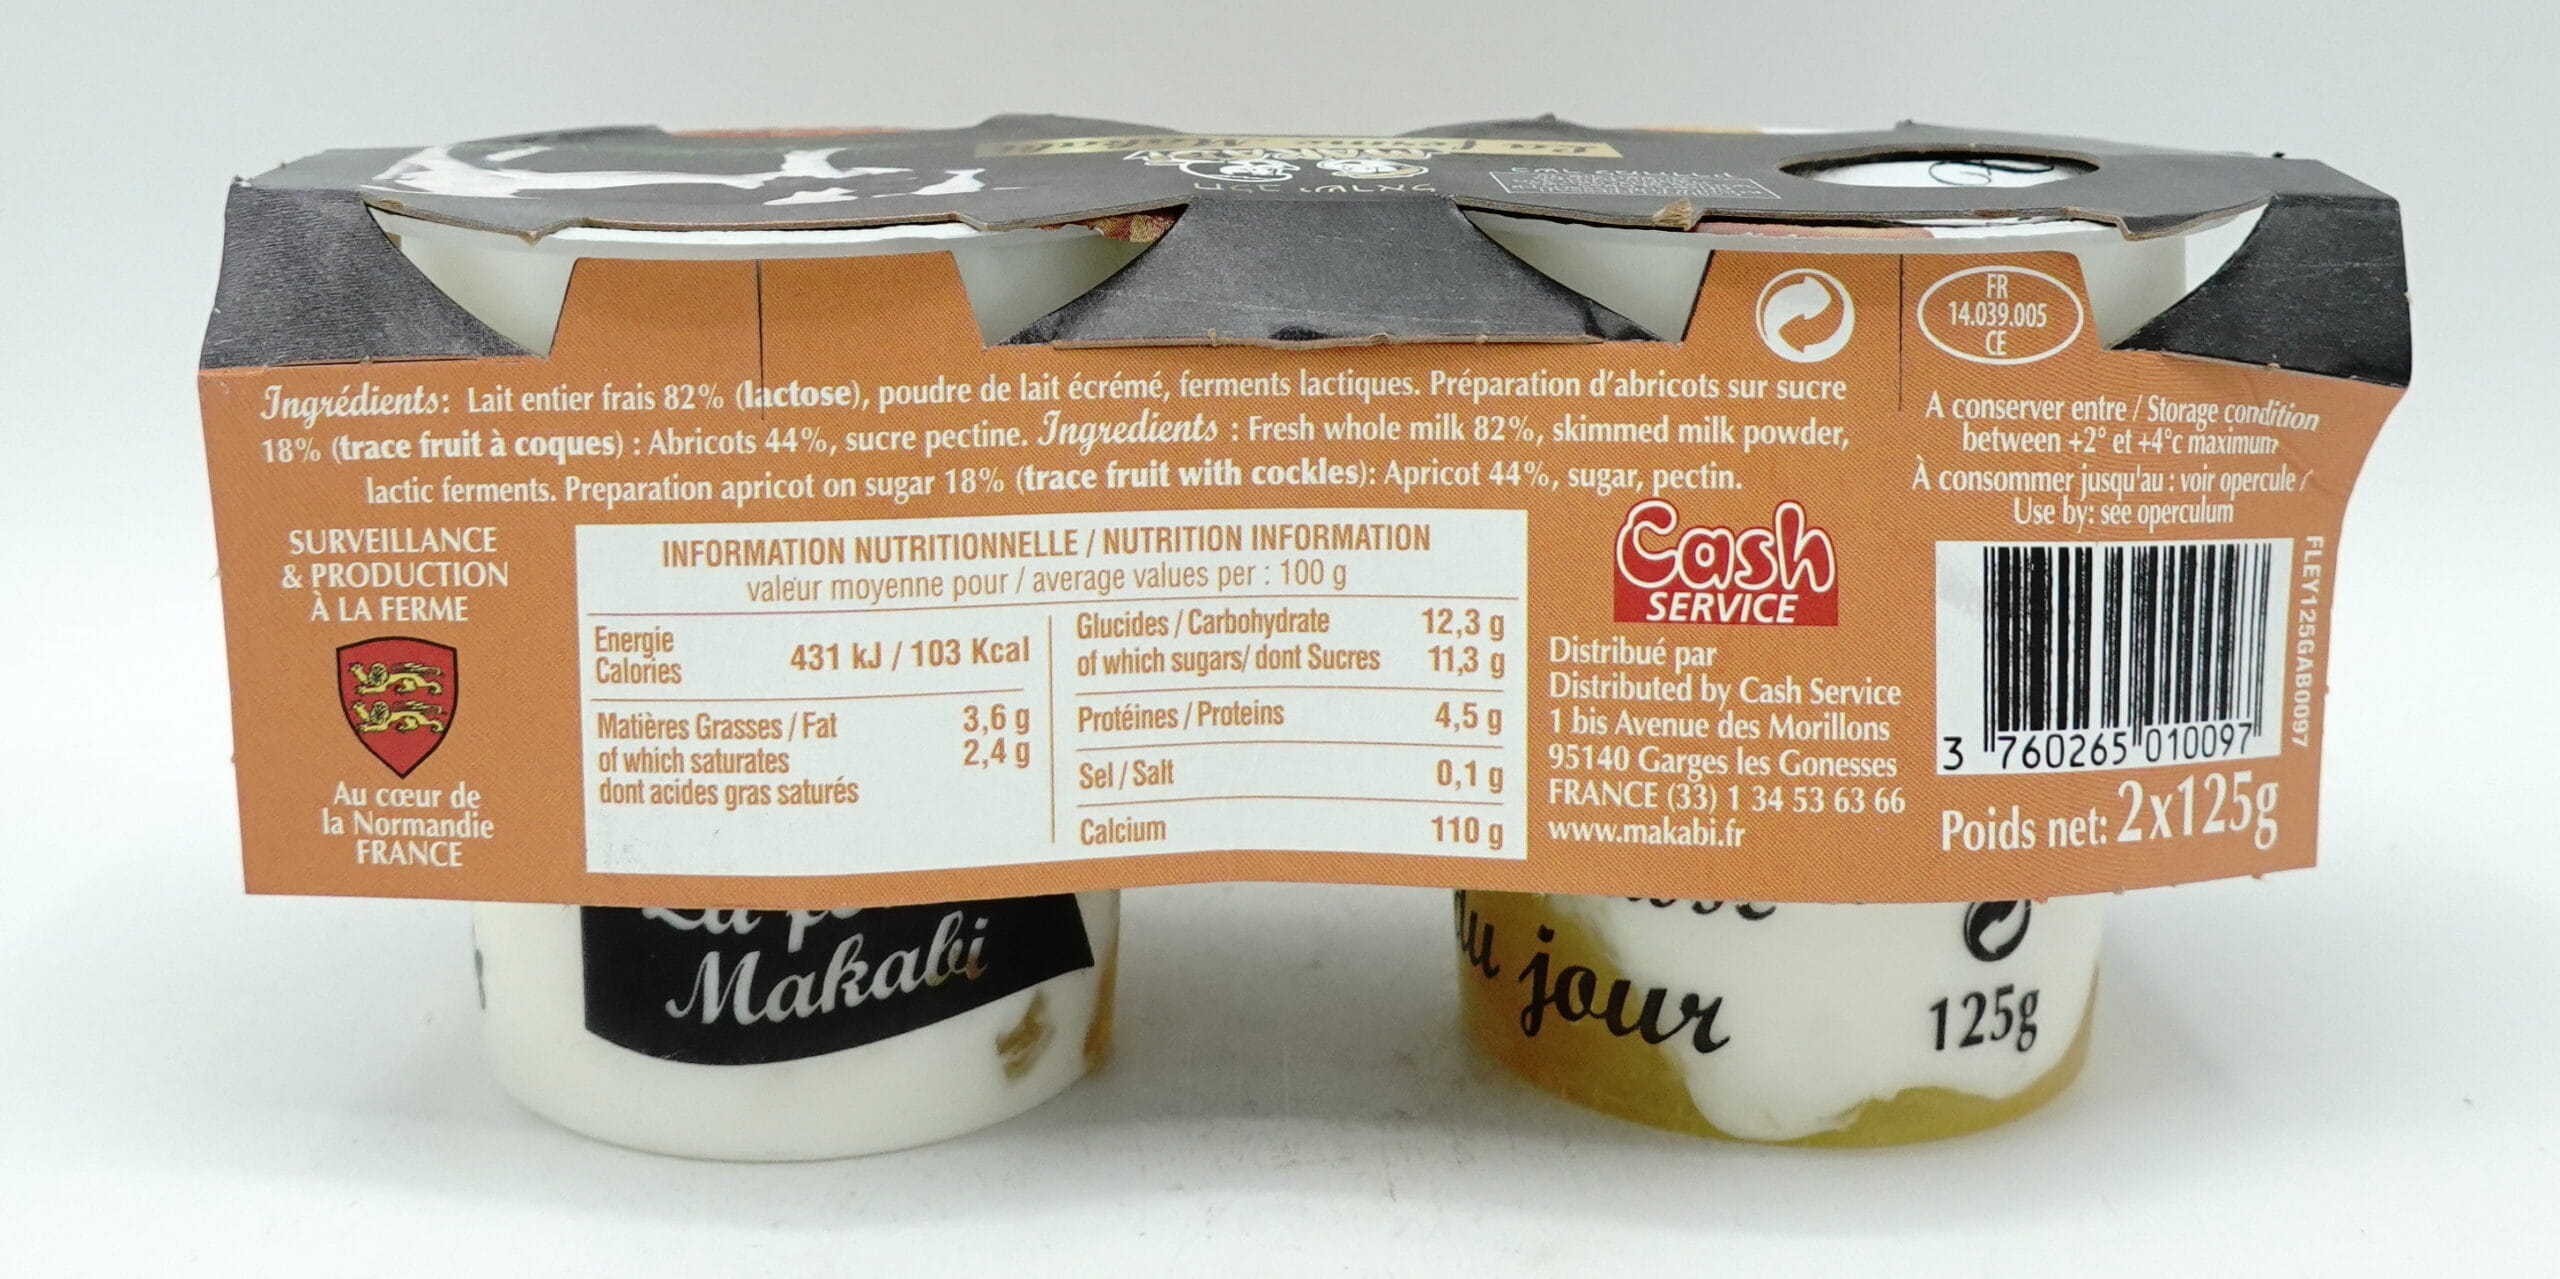 חלב ישראל
Ingrédients: Lait entier frais 82% (lactose), poudre de lait écrémé, ferments lactiques. Préparation d'abricots sur sucre
18% (trace fruit à coques) : Abricots 44%, sucre pectine. Ingredients : Fresh whole milk 82%, skimmed milk powder,
lactic ferments. Preparation apricot on sugar 18% (trace fruit with cockles): Apricot 44%, sugar, pectin.
SURVEILLANCE
& PRODUCTION
À LA FERME
Au cœur de
la Normandie
FRANCE
INFORMATION NUTRITIONNELLE / NUTRITION INFORMATION
valeur moyenne pour / average values per : 100 g
Energie
Calories
431 kJ / 103 Kcal
Matières Grasses / Fat 3,6 g
of which saturates 2,4 g
dont acides gras saturés
Glucides / Carbohydrate 12,3 g
of which sugars/ dont Sucres 11,3 g
Protéines / Proteins 4,5 g
Sel / Salt 0,1 g
Calcium 110 g
Cash
SERVICE
Distribué par
Distributed by Cash Service
1 bis Avenue des Morillons
95140 Garges les Gonesses
FRANCE (33) 1 34 53 63 66
www.makabi.fr
FR
14.039.005
CE
A conserver entre / Storage condition
between +2° et +4°c maximum
À consommer jusqu'au : voir opercule /
Use by: see operculum
3 760265 010097
FLEY125GAB0097
Poids net: 2x125g
Makabi
du jour
125g